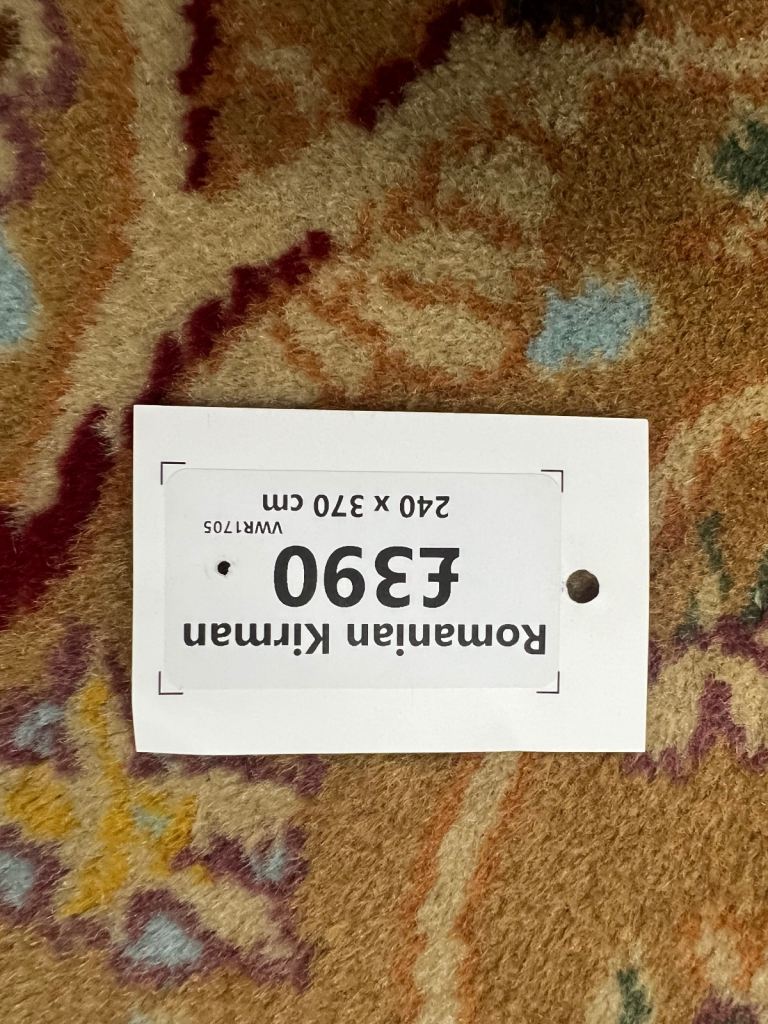 Romanian Kirman
£390
VWR1705
240 x 370 cm